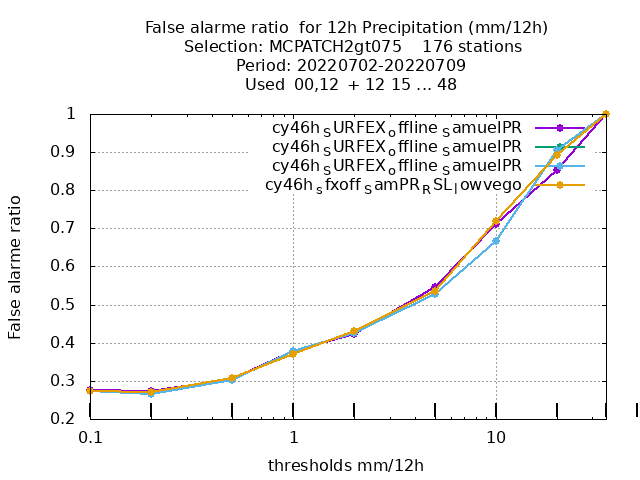 False alarme ratio for 12h Precipitation (mm/12h)
Selection: MCPATCH2gt075 176 stations
Period: 20220702-20220709
Used 00,12 + 12 15 ... 48
cy46h_SURFEX_offline_SamuelPR
cy46h_SURFEX_offline_SamuelPR
cy46h_SURFEX_offline_SamuelPR
cy46h_sfxoff_SamPR_RSL_lowvego
False alarme ratio
1
0.9
0.8
0.7
0.6
0.5
0.4
0.3
0.2
0.1 1 10
thresholds mm/12h